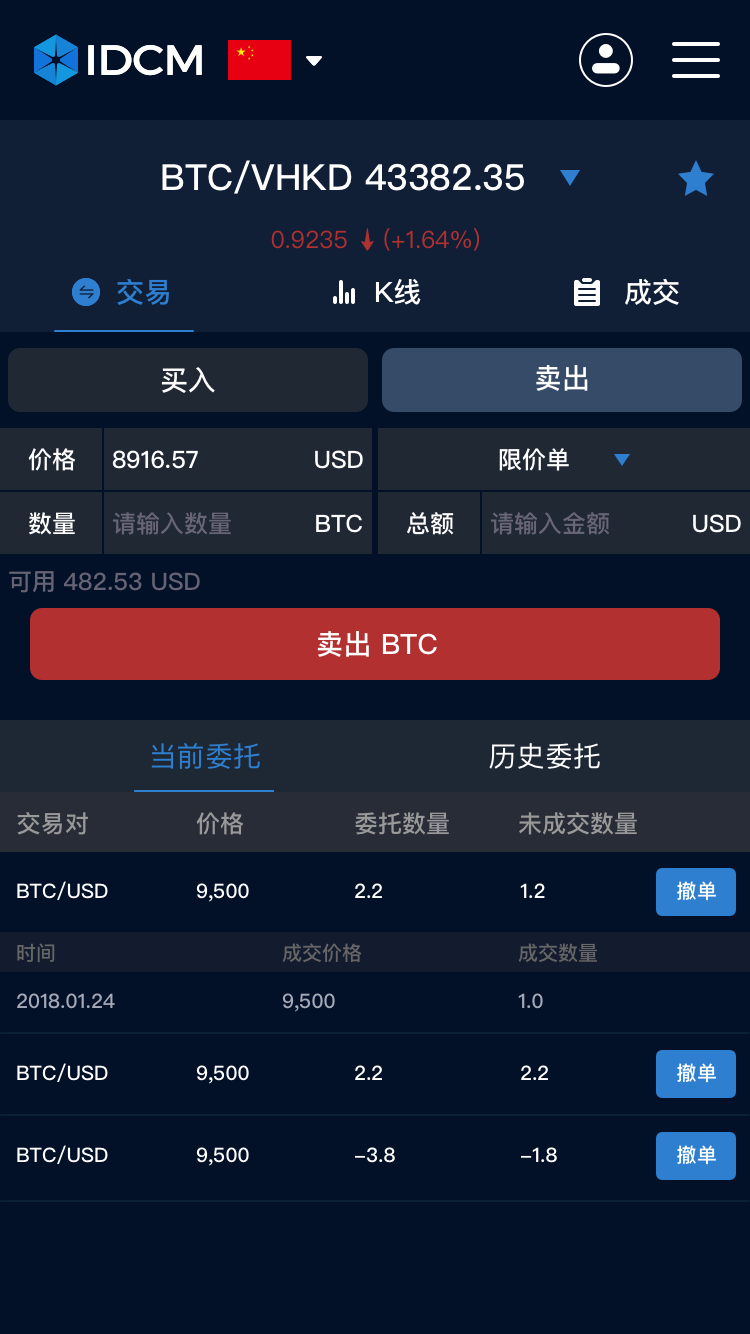 IDCM
BTC/VHKD 43382.35
0.9235 (+1.64%)
交易 K线 成交
买入 卖出
价格 8916.57 USD 限价单
数量 请输入数量 BTC 总额 请输入金额 USD
可用 482.53 USD
卖出 BTC
当前委托 历史委托
交易对 价格 委托数量 未成交数量
BTC/USD 9,500 2.2 1.2 撤单
时间 成交价格 成交数量
2018.01.24 9,500 1.0
BTC/USD 9,500 2.2 2.2 撤单
BTC/USD 9,500 –3.8 –1.8 撤单